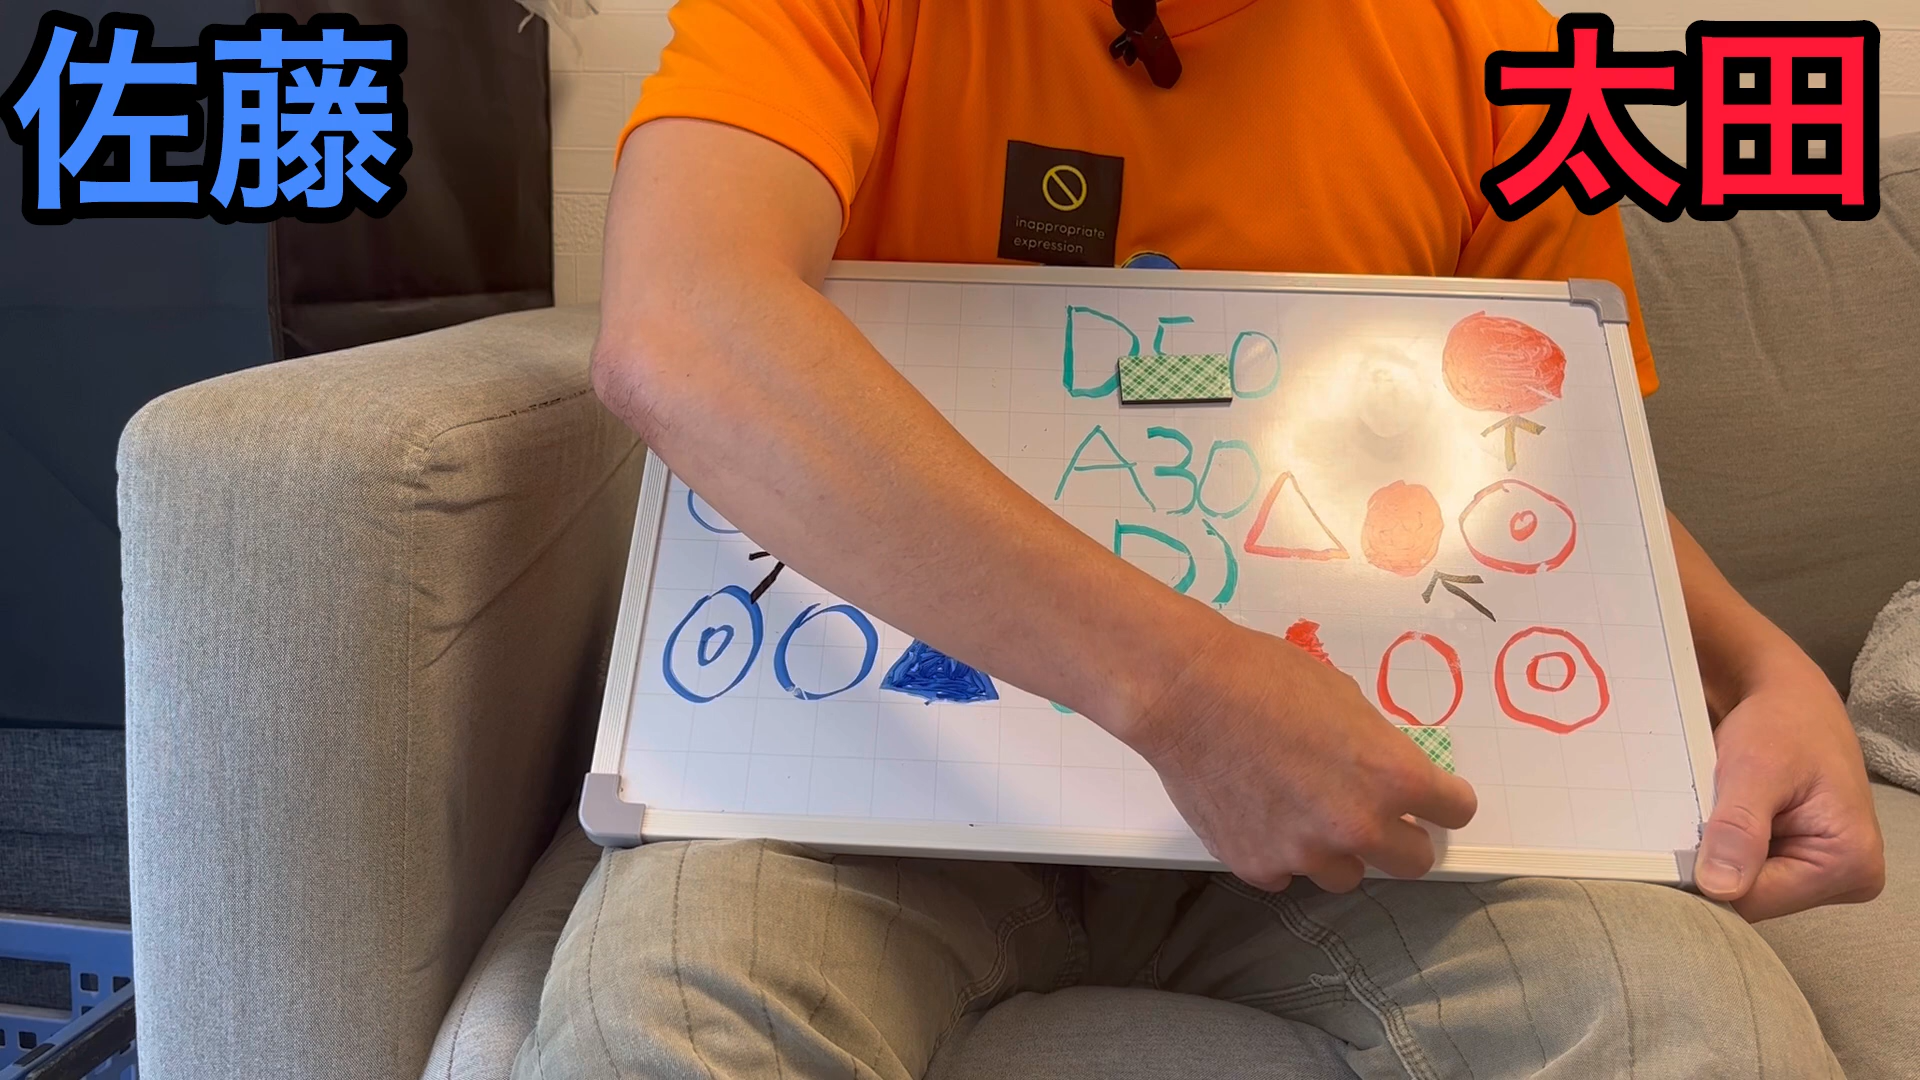 佐藤
太田
inappropriate
expression
D50
A30
D)